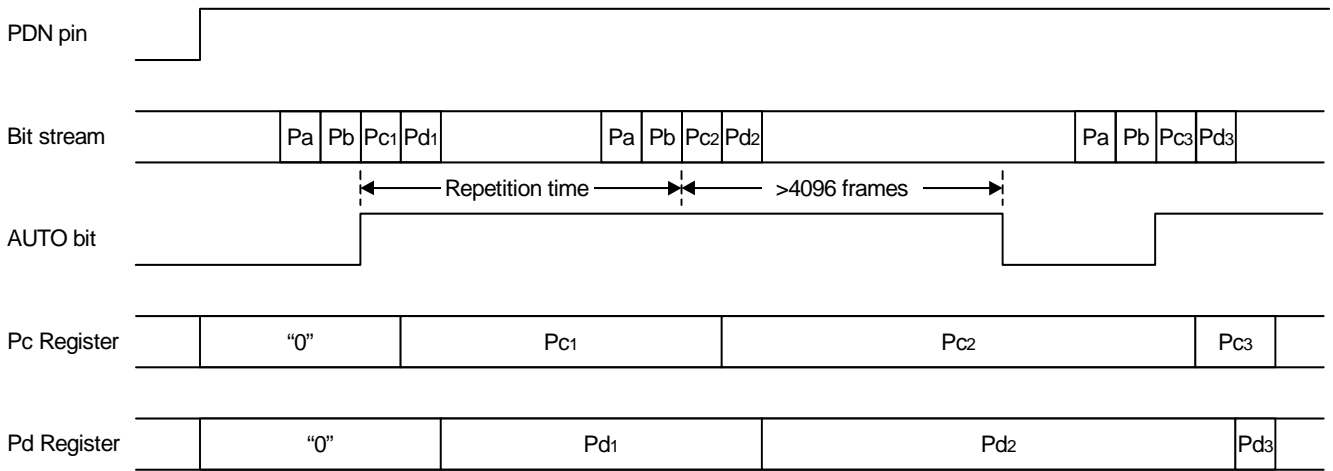 PDN pin
Bit stream Pa Pb Pc1 Pd1 Pa Pb Pc2 Pd2 Pa Pb Pc3 Pd3
Repetition time >4096 frames
AUTO bit
Pc Register “0” Pc1 Pc2 Pc3
Pd Register “0” Pd1 Pd2 Pd3